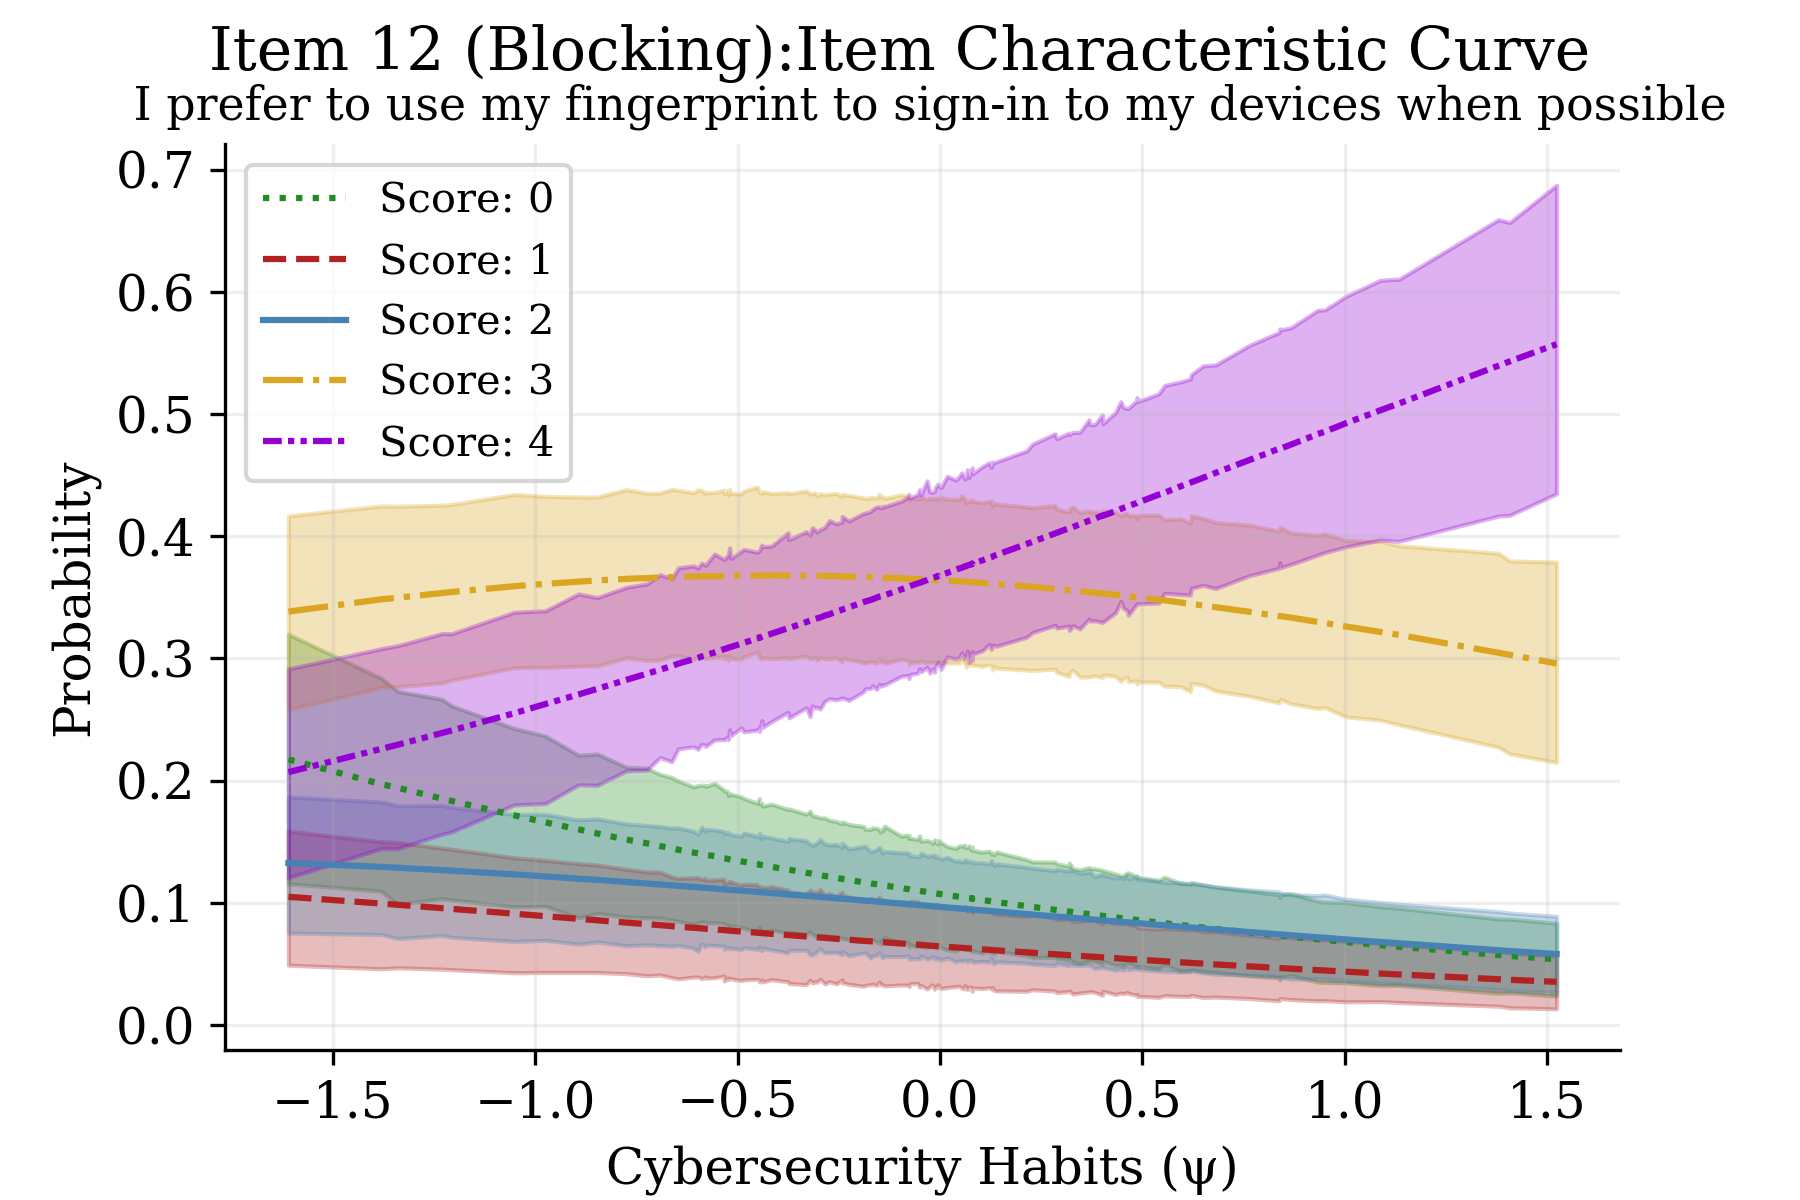 Item 12 (Blocking):Item Characteristic Curve
I prefer to use my fingerprint to sign-in to my devices when possible
Score: 0
Score: 1
Score: 2
Score: 3
Score: 4
Probability
0.7
0.6
0.5
0.4
0.3
0.2
0.1
0.0
−1.5 −1.0 −0.5 0.0 0.5 1.0 1.5
Cybersecurity Habits (ψ)